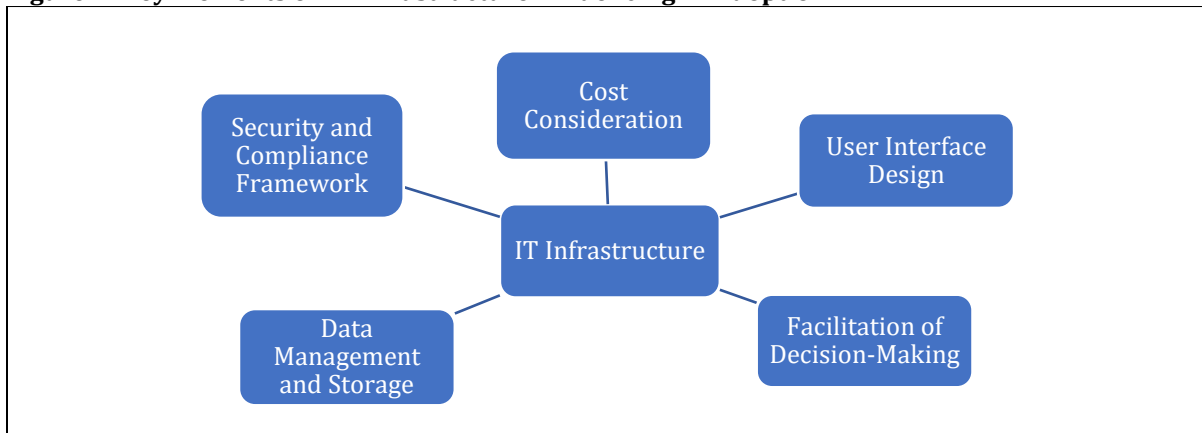 Cost
Consideration
Security and
Compliance
Framework
User Interface
Design
IT Infrastructure
Data
Management
and Storage
Facilitation of
Decision-Making